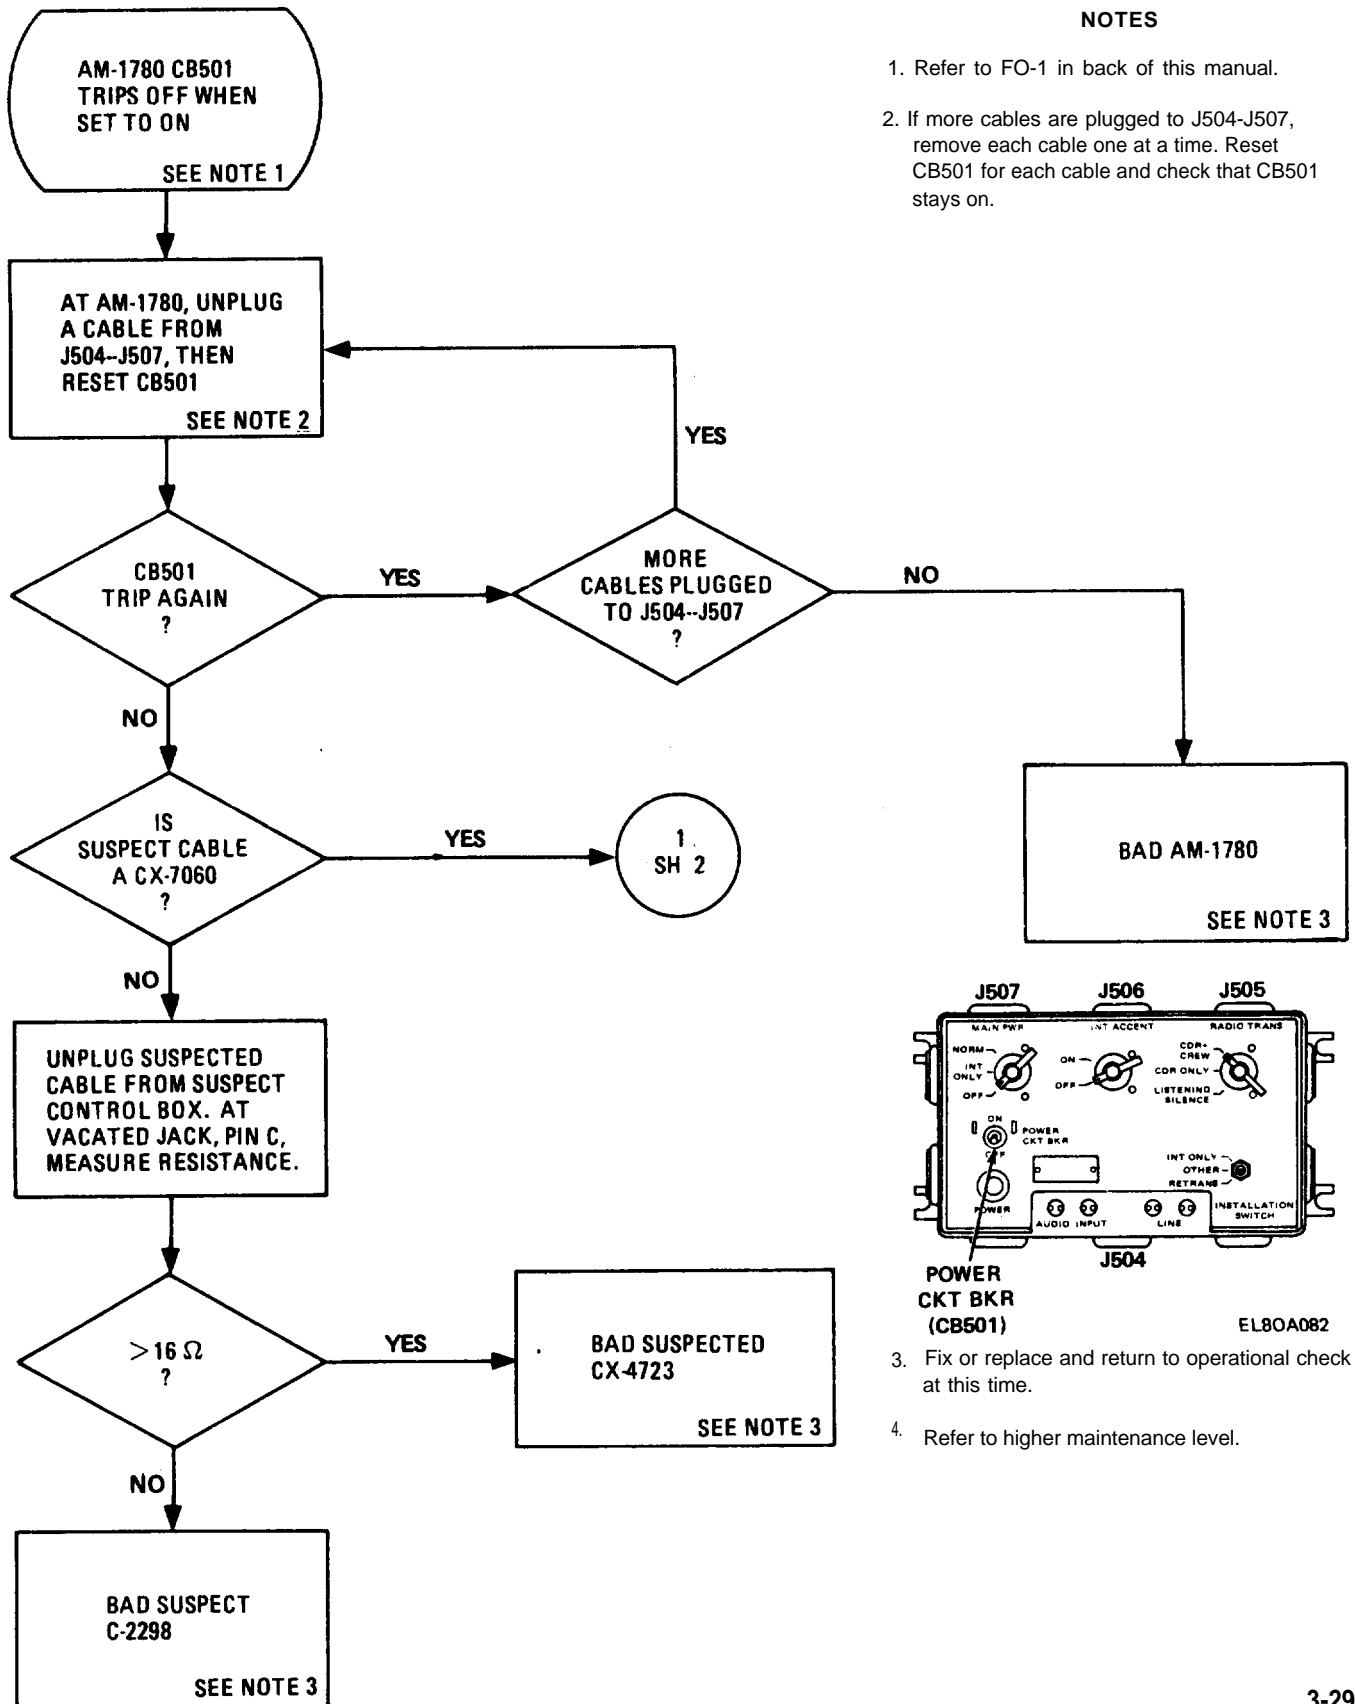 AM-1780 CB501
TRIPS OFF WHEN
SET TO ON
SEE NOTE 1
AT AM-1780, UNPLUG
A CABLE FROM
J504--J507, THEN
RESET CB501
SEE NOTE 2
CB501
TRIP AGAIN
?
YES
MORE
CABLES PLUGGED
TO J504--J507
?
YES
NO
BAD AM-1780
SEE NOTE 3
NO
IS
SUSPECT CABLE
A CX-7060
?
YES
1
SH 2
NO
UNPLUG SUSPECTED
CABLE FROM SUSPECT
CONTROL BOX. AT
VACATED JACK, PIN C,
MEASURE RESISTANCE.
>16 Ω
?
YES
BAD SUSPECTED
CX-4723
SEE NOTE 3
NO
BAD SUSPECT
C-2298
SEE NOTE 3
NOTES
1. Refer to FO-1 in back of this manual.
2. If more cables are plugged to J504-J507,
remove each cable one at a time. Reset
CB501 for each cable and check that CB501
stays on.
J507 J506 J505
MAIN PWR INT ACCENT RADIO TRANS
NORM
INT
ONLY
OFF
ON
OFF
CDR+
CREW
CDR ONLY
LISTENING
SILENCE
ON
POWER
CKT BKR
OFF
POWER
INT ONLY
OTHER
RETRANS
INSTALLATION
SWITCH
AUDIO INPUT LINE
J504
POWER
CKT BKR
(CB501)
EL8OA082
3. Fix or replace and return to operational check
at this time.
4. Refer to higher maintenance level.
3-29